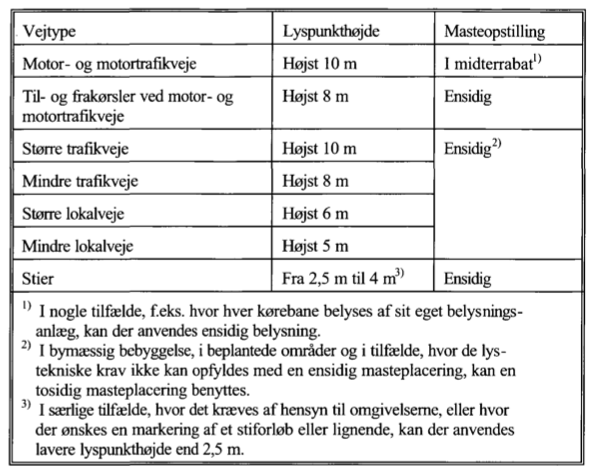 Vejtype Lyspunkthøjde Masteopstilling
Motor- og motortrafikveje Højst 10 m I midterrabat1)
Til- og frakørsler ved motor- og Højst 8 m Ensidig
motortrafikveje
Større trafikveje Højst 10 m Ensidig2)
Mindre trafikveje Højst 8 m
Større lokalveje Højst 6 m
Mindre lokalveje Højst 5 m
Stier Fra 2,5 m til 4 m3) Ensidig
1) I nogle tilfælde, f.eks. hvor hver kørebane belyses af sit eget belysnings-
anlæg, kan der anvendes ensidig belysning.
2) I bymæssig bebyggelse, i beplantede områder og i tilfælde, hvor de lys-
tekniske krav ikke kan opfyldes med en ensidig masteplacering, kan en
tosidig masteplacering benyttes.
3) I særlige tilfælde, hvor det kræves af hensyn til omgivelserne, eller hvor
der ønskes en markering af et stiforløb eller lignende, kan der anvendes
lavere lyspunkthøjde end 2,5 m.